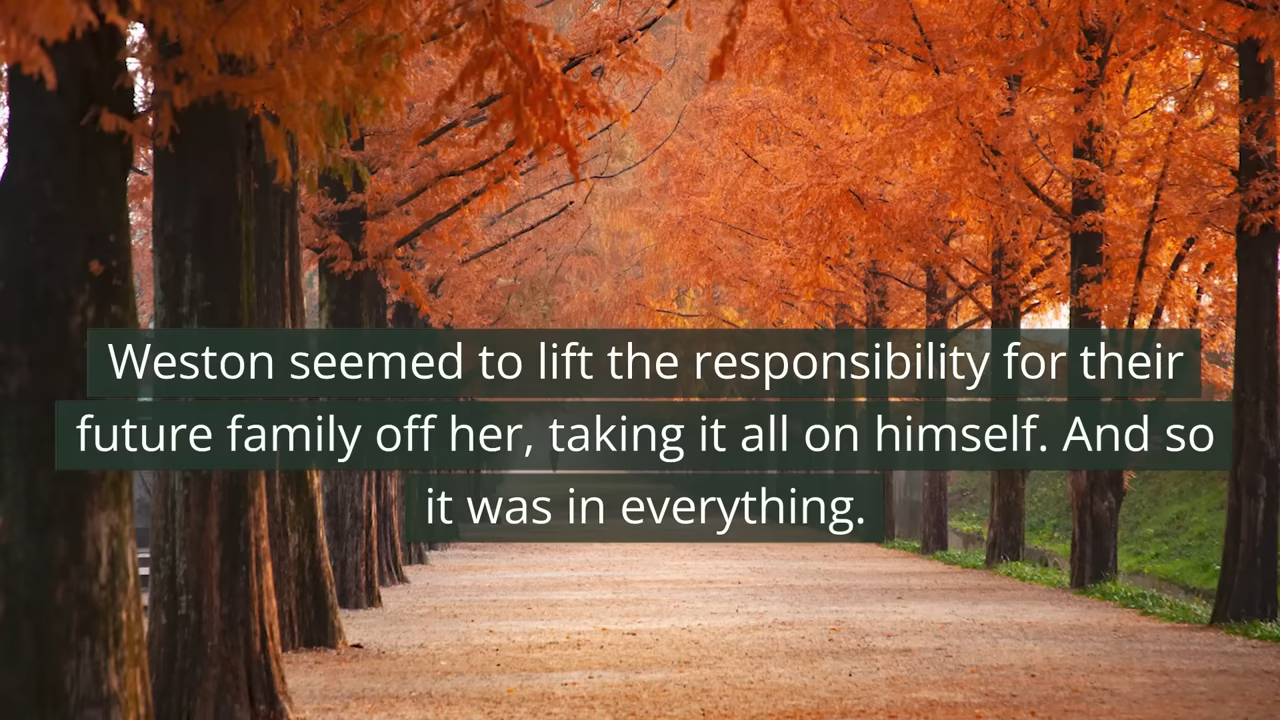 Weston seemed to lift the responsibility for their
future family off her, taking it all on himself. And so
it was in everything.